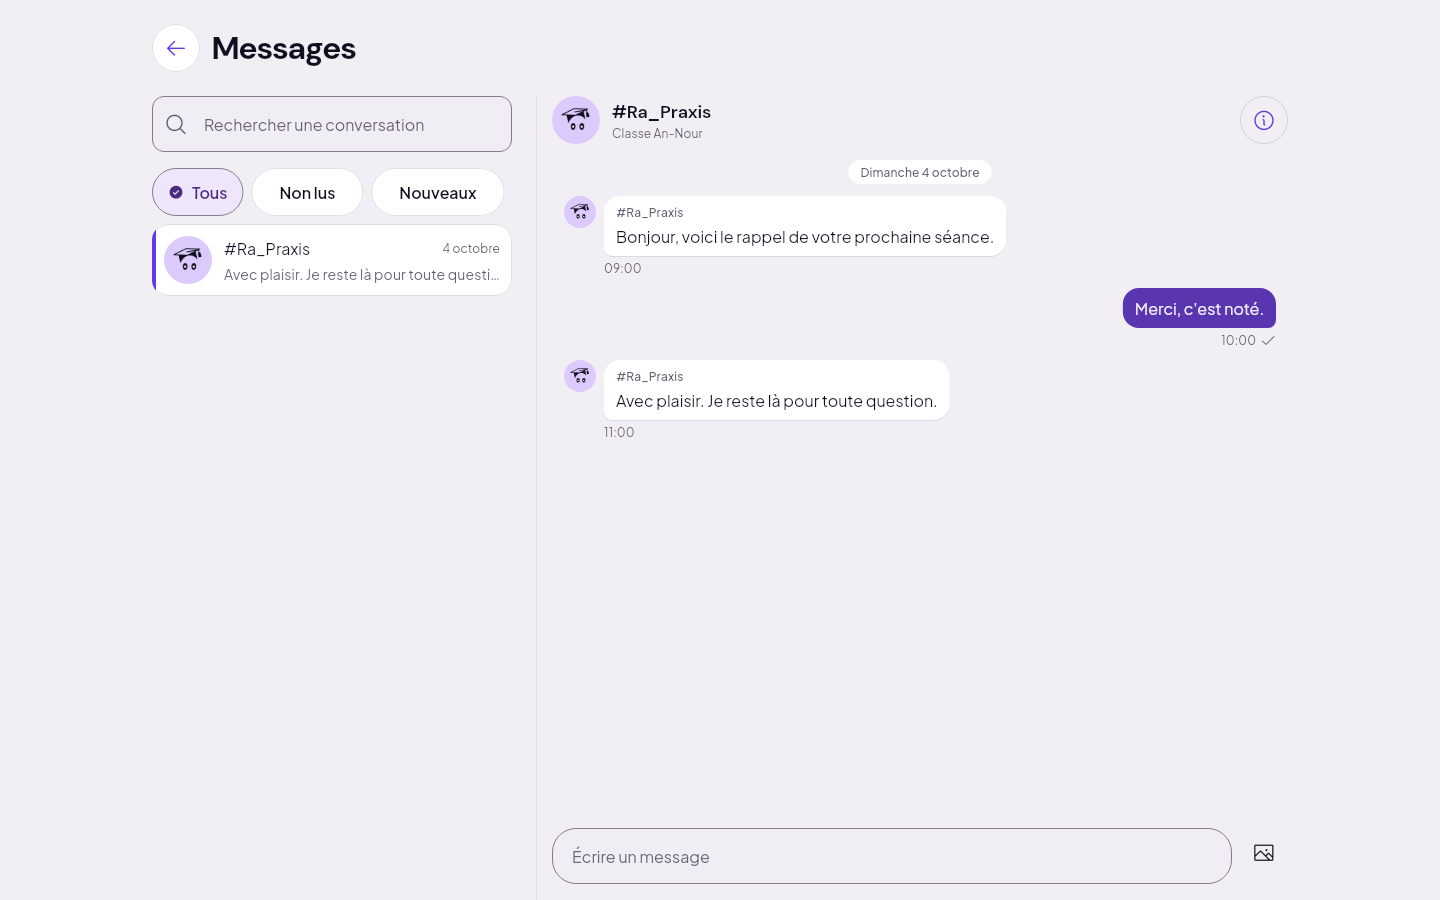 Messages
Rechercher une conversation
Tous
Non lus
Nouveaux
#Ra_Praxis
4 octobre
Avec plaisir. Je reste là pour toute questi...
#Ra_Praxis
Classe An-Nour
Dimanche 4 octobre
#Ra_Praxis
Bonjour, voici le rappel de votre prochaine séance.
09:00
Merci, c'est noté.
10:00
#Ra_Praxis
Avec plaisir. Je reste là pour toute question.
11:00
Écrire un message